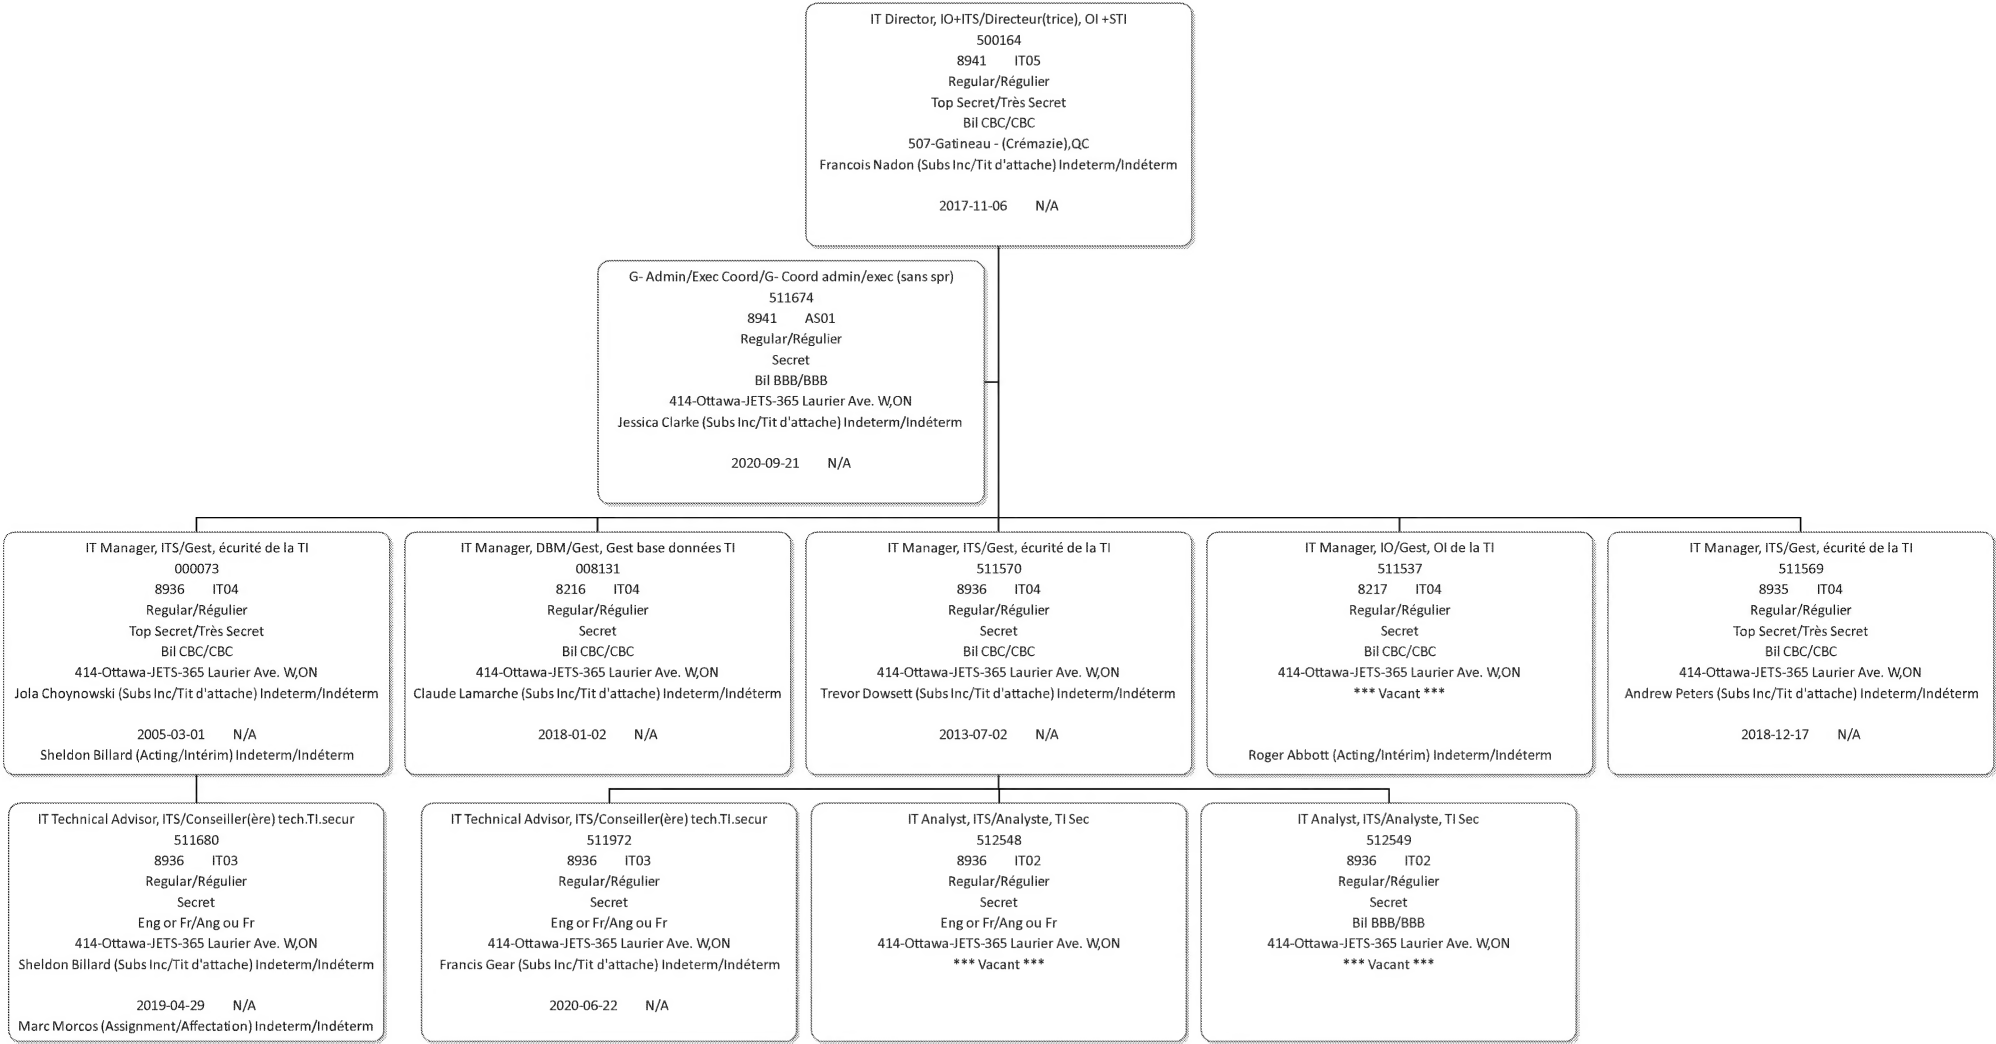 IT Director, IO+ITS/Directeur(trice), OI +STI
500164
8941 IT05
Regular/Régulier
Top Secret/Très Secret
Bil CBC/CBC
507-Gatineau - (Crémazie),QC
Francois Nadon (Subs Inc/Tit d'attache) Indeterm/Indéterm
2017-11-06 N/A
G- Admin/Exec Coord/G- Coord admin/exec (sans spr)
511674
8941 AS01
Regular/Régulier
Secret
Bil BBB/BBB
414-Ottawa-JETS-365 Laurier Ave. W,ON
Jessica Clarke (Subs Inc/Tit d'attache) Indeterm/Indéterm
2020-09-21 N/A
IT Manager, ITS/Gest, écurité de la TI
000073
8936 IT04
Regular/Régulier
Top Secret/Très Secret
Bil CBC/CBC
414-Ottawa-JETS-365 Laurier Ave. W,ON
Jola Choynowski (Subs Inc/Tit d'attache) Indeterm/Indéterm
2005-03-01 N/A
Sheldon Billard (Acting/Intérim) Indeterm/Indéterm
IT Manager, DBM/Gest, Gest base données TI
008131
8216 IT04
Regular/Régulier
Secret
Bil CBC/CBC
414-Ottawa-JETS-365 Laurier Ave. W,ON
Claude Lamarche (Subs Inc/Tit d'attache) Indeterm/Indéterm
2018-01-02 N/A
IT Manager, ITS/Gest, écurité de la TI
511570
8936 IT04
Regular/Régulier
Secret
Bil CBC/CBC
414-Ottawa-JETS-365 Laurier Ave. W,ON
Trevor Dowsett (Subs Inc/Tit d'attache) Indeterm/Indéterm
2013-07-02 N/A
IT Manager, IO/Gest, OI de la TI
511537
8217 IT04
Regular/Régulier
Secret
Bil CBC/CBC
414-Ottawa-JETS-365 Laurier Ave. W,ON
*** Vacant ***
Roger Abbott (Acting/Intérim) Indeterm/Indéterm
IT Manager, ITS/Gest, écurité de la TI
511569
8935 IT04
Regular/Régulier
Top Secret/Très Secret
Bil CBC/CBC
414-Ottawa-JETS-365 Laurier Ave. W,ON
Andrew Peters (Subs Inc/Tit d'attache) Indeterm/Indéterm
2018-12-17 N/A
IT Technical Advisor, ITS/Conseiller(ère) tech.TI.secur
511680
8936 IT03
Regular/Régulier
Secret
Eng or Fr/Ang ou Fr
414-Ottawa-JETS-365 Laurier Ave. W,ON
Sheldon Billard (Subs Inc/Tit d'attache) Indeterm/Indéterm
2019-04-29 N/A
Marc Morcos (Assignment/Affectation) Indeterm/Indéterm
IT Technical Advisor, ITS/Conseiller(ère) tech.TI.secur
511972
8936 IT03
Regular/Régulier
Secret
Eng or Fr/Ang ou Fr
414-Ottawa-JETS-365 Laurier Ave. W,ON
Francis Gear (Subs Inc/Tit d'attache) Indeterm/Indéterm
2020-06-22 N/A
IT Analyst, ITS/Analyste, TI Sec
512548
8936 IT02
Regular/Régulier
Secret
Eng or Fr/Ang ou Fr
414-Ottawa-JETS-365 Laurier Ave. W,ON
*** Vacant ***
IT Analyst, ITS/Analyste, TI Sec
512549
8936 IT02
Regular/Régulier
Secret
Bil BBB/BBB
414-Ottawa-JETS-365 Laurier Ave. W,ON
*** Vacant ***